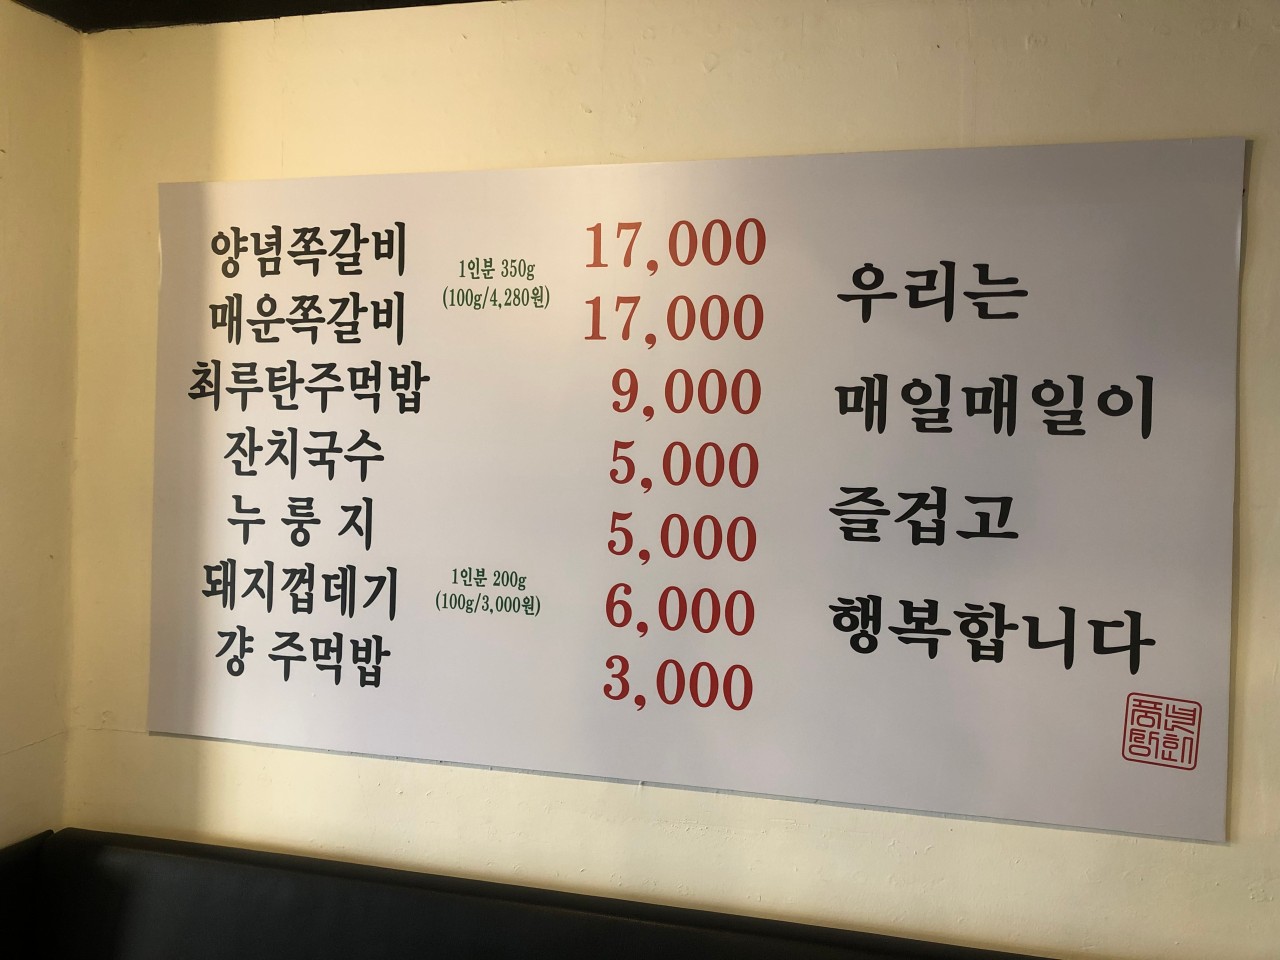 양념쪽갈비 17,000
1인분 350g
(100g/4,280원)
매운쪽갈비 17,000
최루탄주먹밥 9,000
잔치국수 5,000
누룽지 5,000
돼지껍데기 6,000
1인분 200g
(100g/3,000원)
걍 주먹밥 3,000
우리는
매일매일이
즐겁고
행복합니다